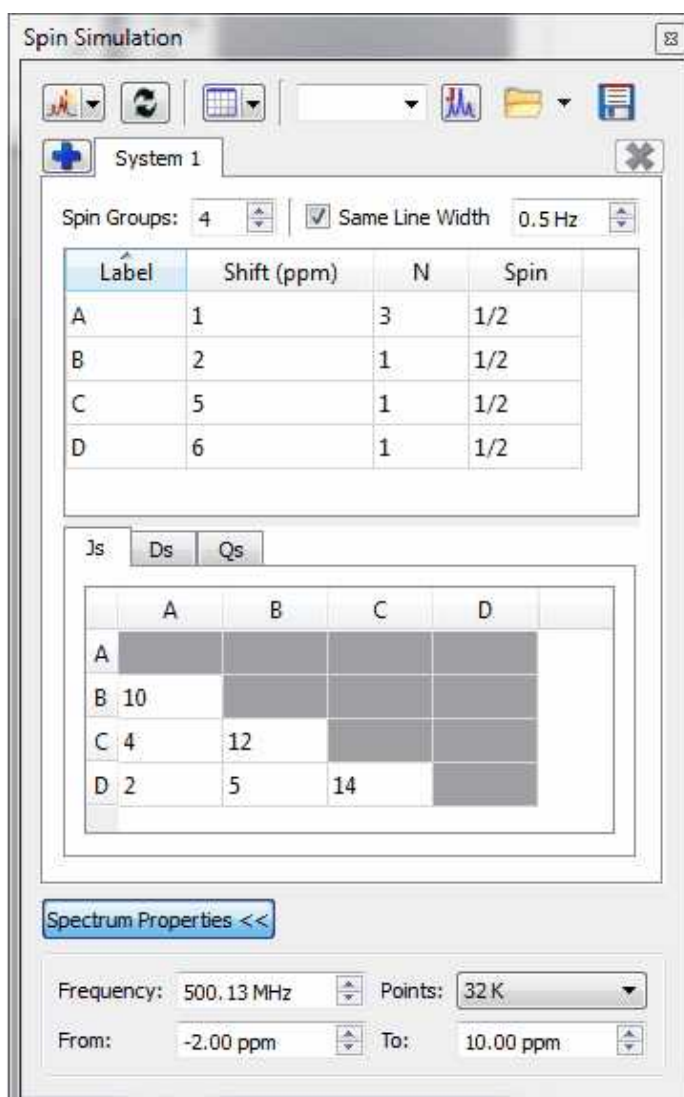 Spin Simulation
System 1
Spin Groups: 4 Same Line Width 0.5 Hz
Label Shift (ppm) N Spin
A 1 3 1/2
B 2 1 1/2
C 5 1 1/2
D 6 1 1/2
Js Ds Qs
A B C D
A
B 10
C 4 12
D 2 5 14
Spectrum Properties <<
Frequency: 500.13 MHz Points: 32 K
From: -2.00 ppm To: 10.00 ppm